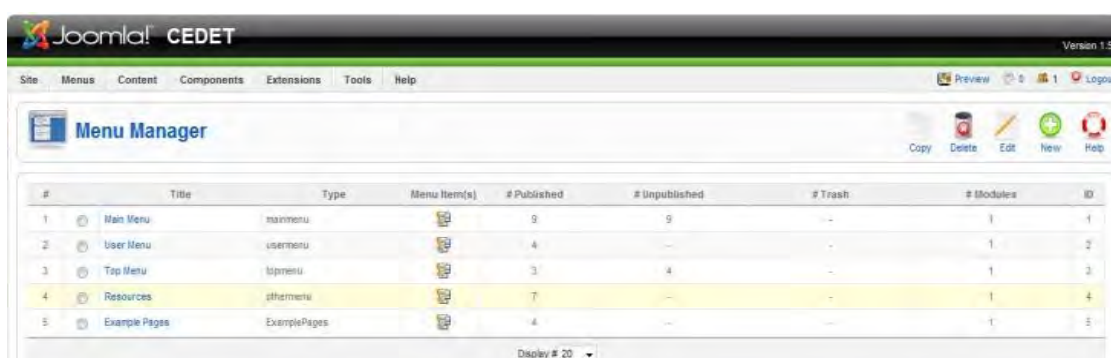 Joomla! CEDET
Version 1.5
Site Menus Content Components Extensions Tools Help Preview 0 1 Logou
Menu Manager
Copy Delete Edit New Help
# Title Type Menu Item(s) # Published # Unpublished # Trash # Modules ID
1 Main Menu mainmenu 9 9 - 1 1
2 User Menu usermenu 4 - - 1 2
3 Top Menu topmenu 3 4 - 1 3
4 Resources othermenu 7 - - 1 4
5 Example Pages ExamplePages 4 - - 1 5
Display # 20